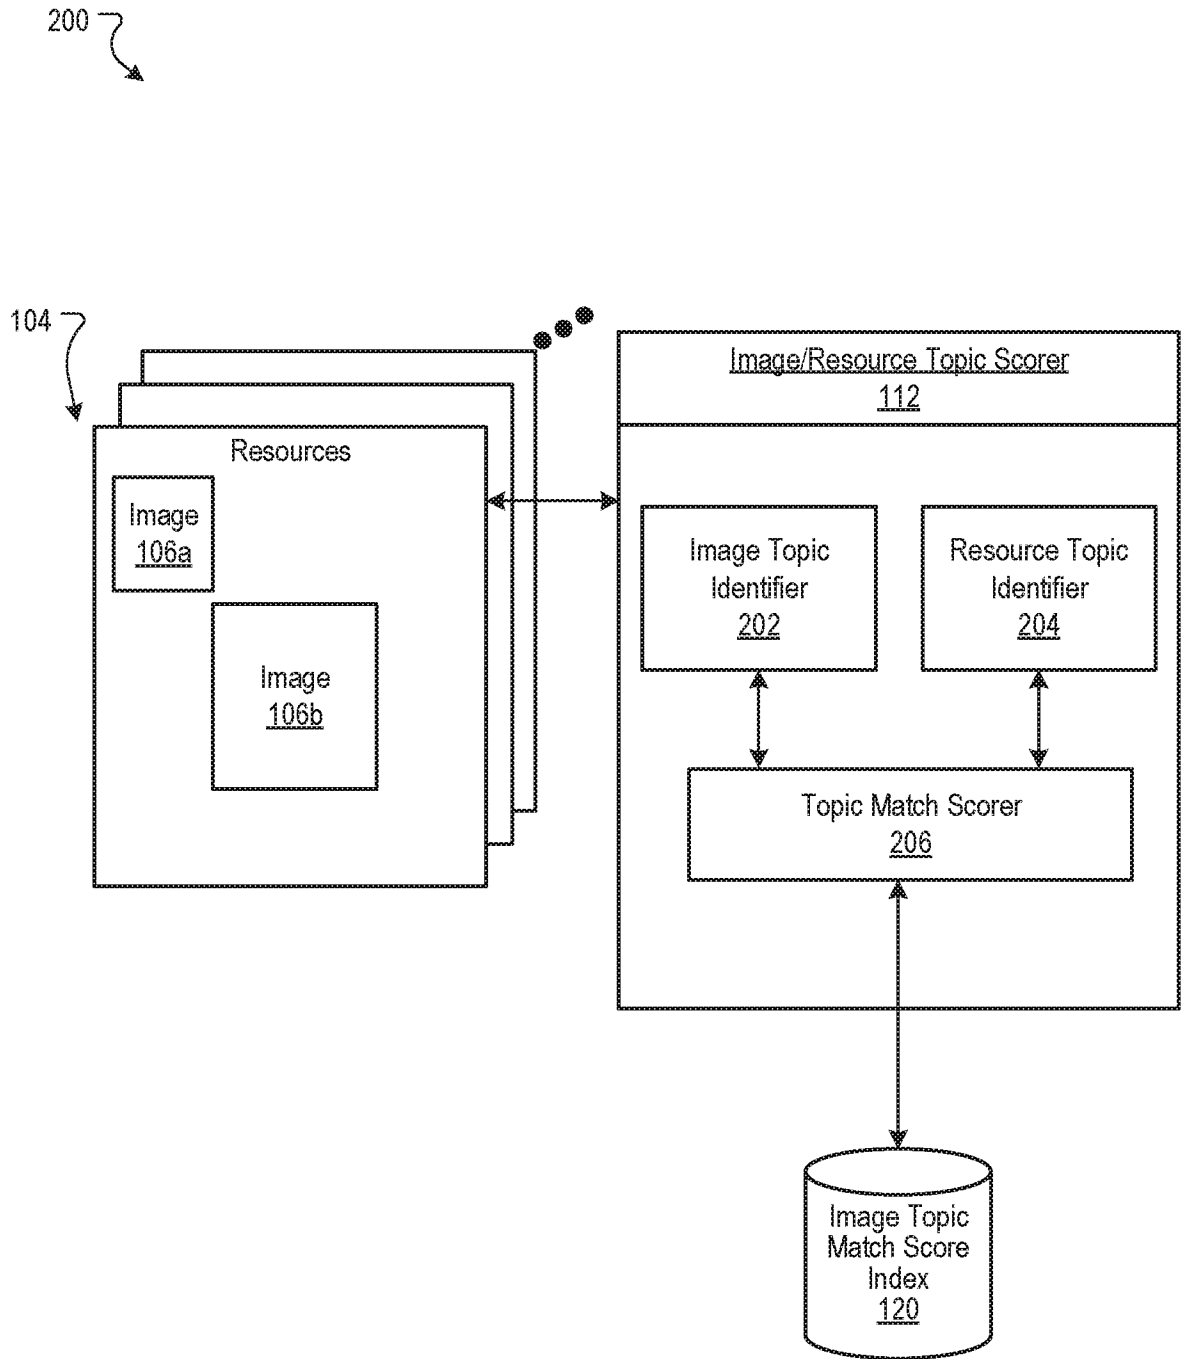 200
104
Resources
Image
106a
Image
106b
Image/Resource Topic Scorer
112
Image Topic
Identifier
202
Resource Topic
Identifier
204
Topic Match Scorer
206
Image Topic
Match Score
Index
120